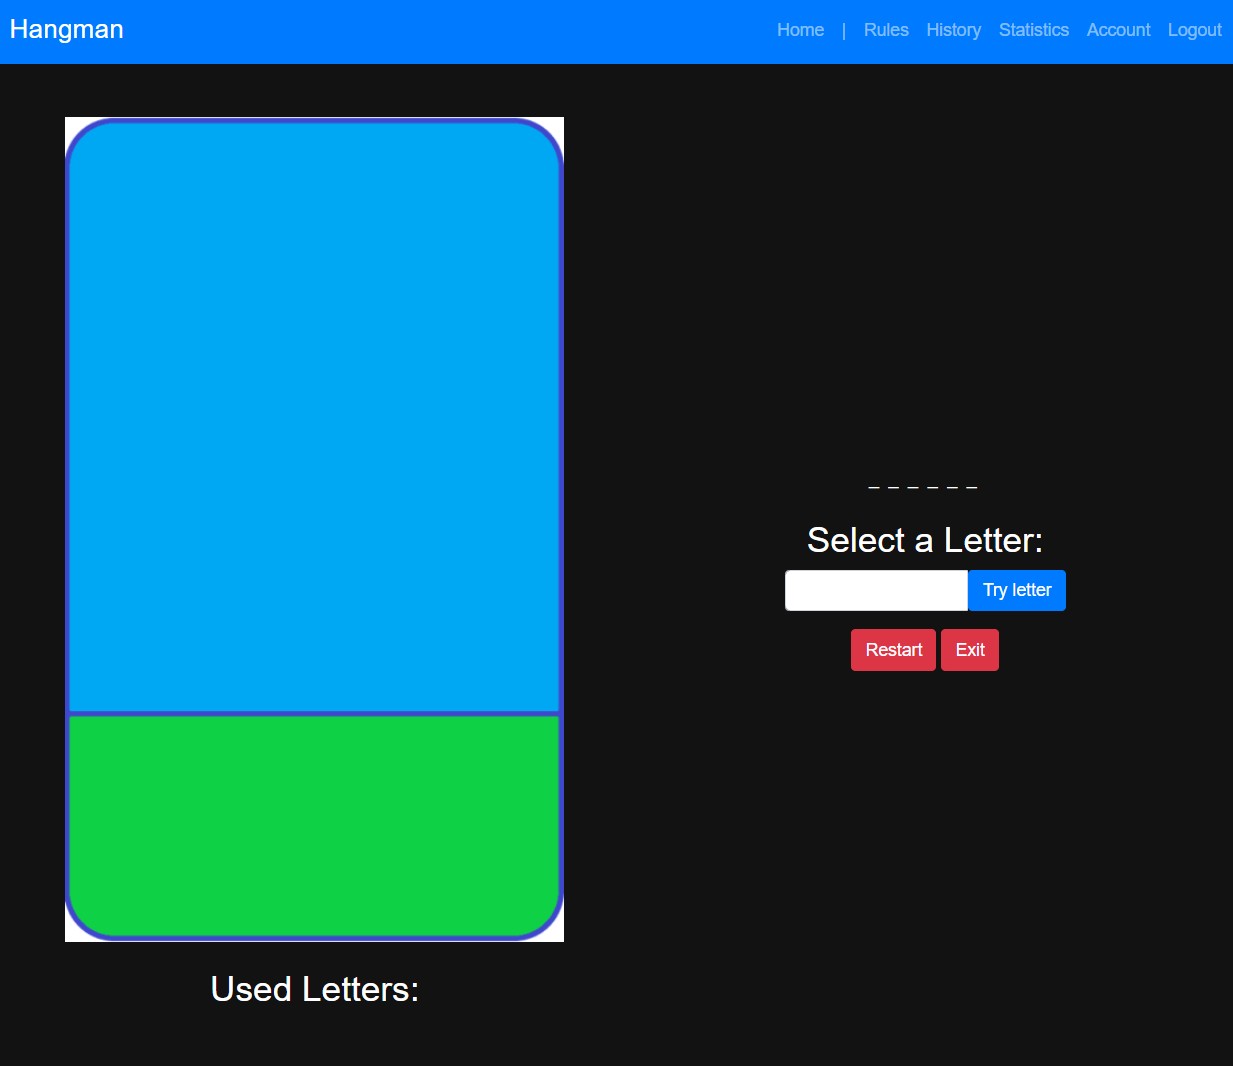 Hangman
Home | Rules History Statistics Account Logout
_ _ _ _ _ _
Select a Letter:
Try letter
Restart Exit
Used Letters: